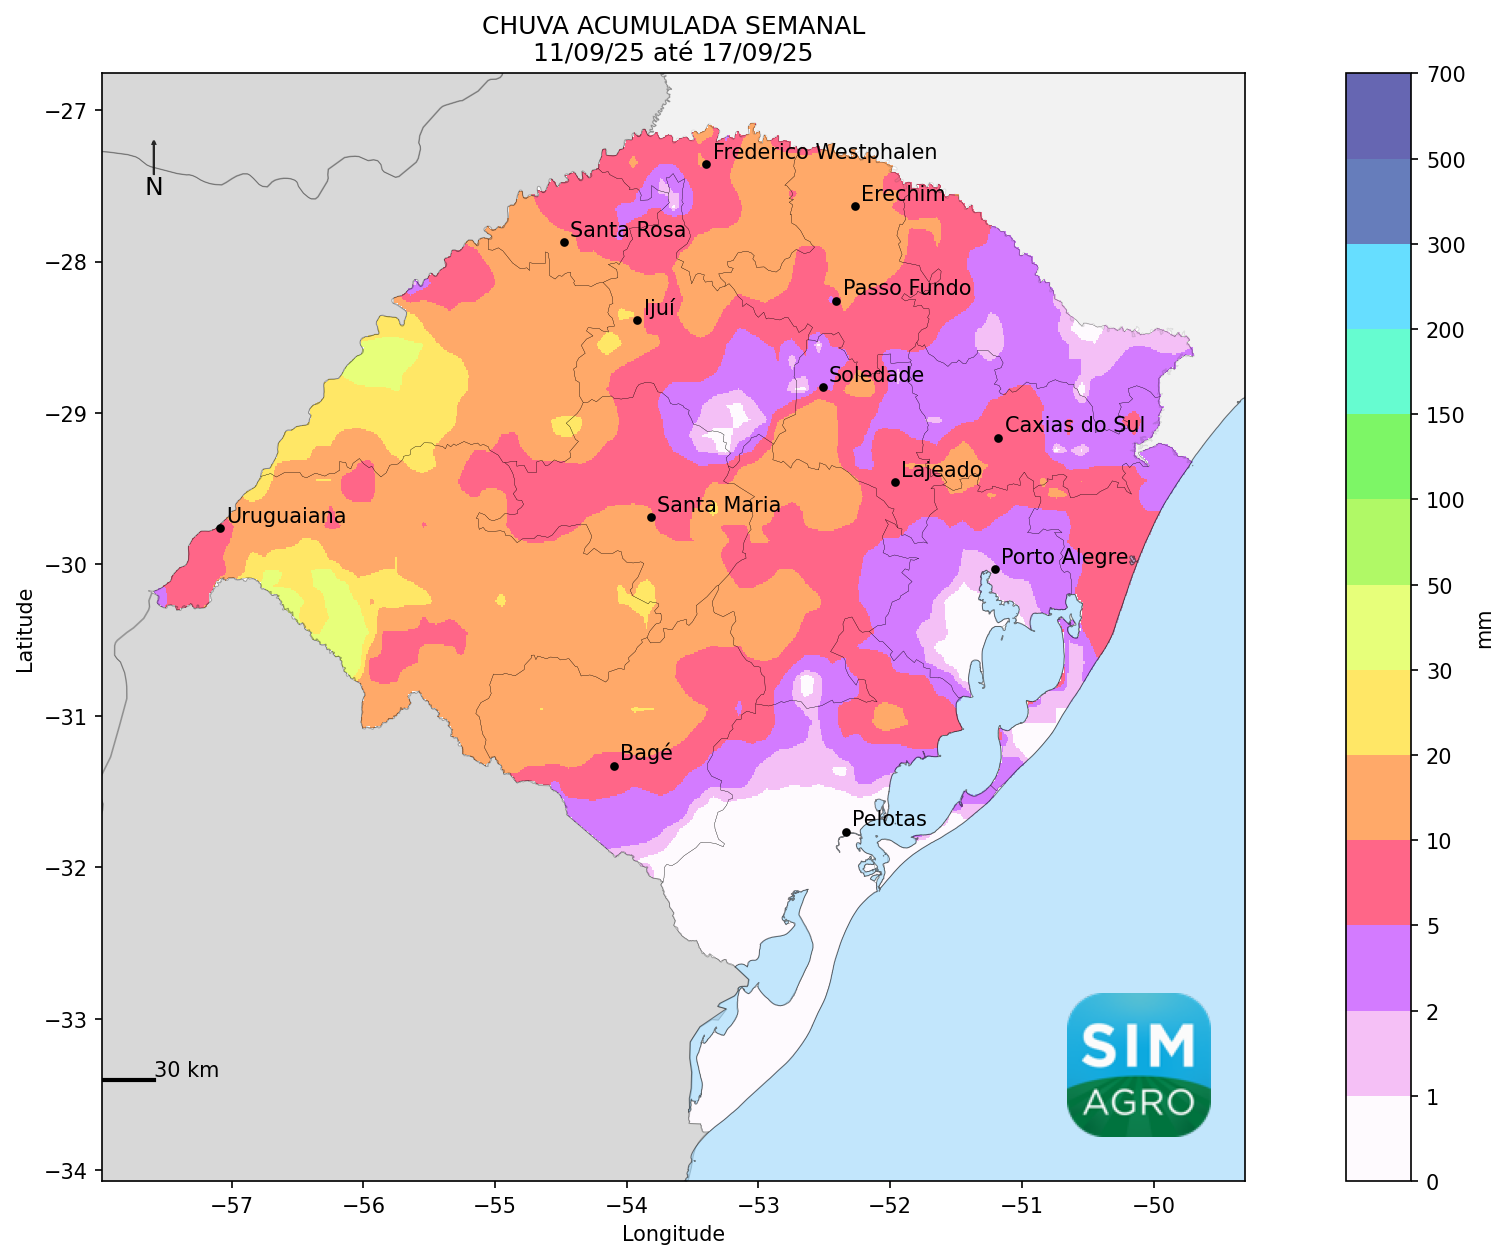 CHUVA ACUMULADA SEMANAL
11/09/25 até 17/09/25
N
Frederico Westphalen
Erechim
Santa Rosa
Passo Fundo
Ijuí
Soledade
Caxias do Sul
Lajeado
Santa Maria
Uruguaiana
Porto Alegre
Bagé
Pelotas
30 km
SIM
AGRO
−27
−28
−29
−30
−31
−32
−33
−34
Latitude
−57
−56
−55
−54
−53
−52
−51
−50
Longitude
700
500
300
200
150
100
50
30
20
10
5
2
1
0
mm